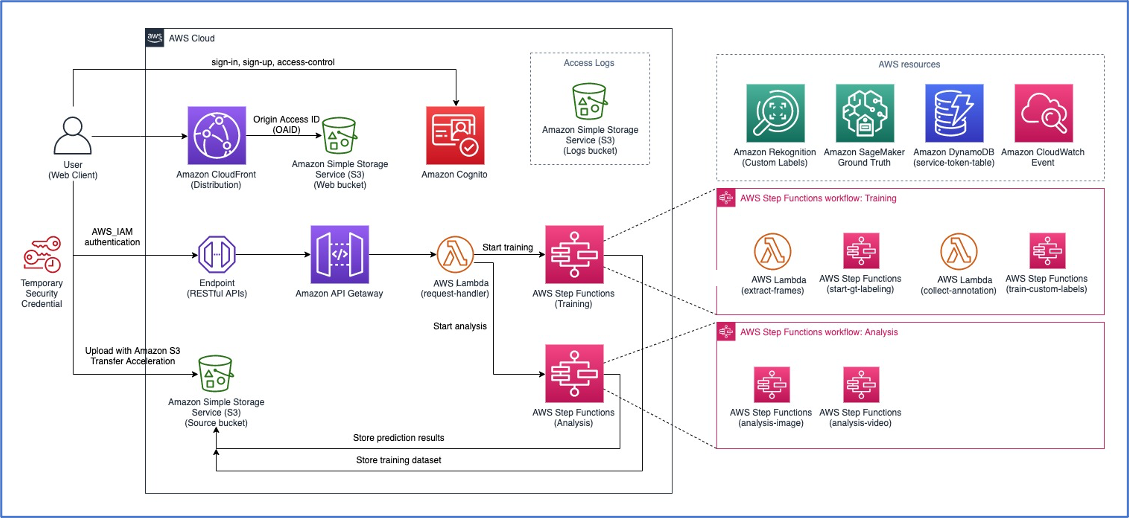 aws
AWS Cloud
sign-in, sign-up, access-control
Access Logs
Amazon Simple Storage
Service (S3)
(Logs bucket)
AWS resources
Amazon Rekognition
(Custom Labels)
Amazon SageMaker
Ground Truth
Amazon DynamoDB
(service-token-table)
Amazon CloudWatch
Event
User
(Web Client)
Amazon CloudFront
(Distribution)
Origin Access ID
(OAID)
Amazon Simple Storage
Service (S3)
(Web bucket)
Amazon Cognito
Temporary
Security
Credential
AWS_IAM
authentication
Endpoint
(RESTful APIs)
Amazon API Getaway
AWS Lambda
(request-handler)
Start training
AWS Step Functions
(Training)
Start analysis
AWS Step Functions workflow: Training
AWS Lambda
(extract-frames)
AWS Step Functions
(start-gt-labeling)
AWS Lambda
(collect-annotation)
AWS Step Functions
(train-custom-labels)
Upload with Amazon S3
Transfer Acceleration
Amazon Simple Storage
Service (S3)
(Source bucket)
AWS Step Functions
(Analysis)
AWS Step Functions workflow: Analysis
AWS Step Functions
(analysis-image)
AWS Step Functions
(analysis-video)
Store prediction results
Store training dataset